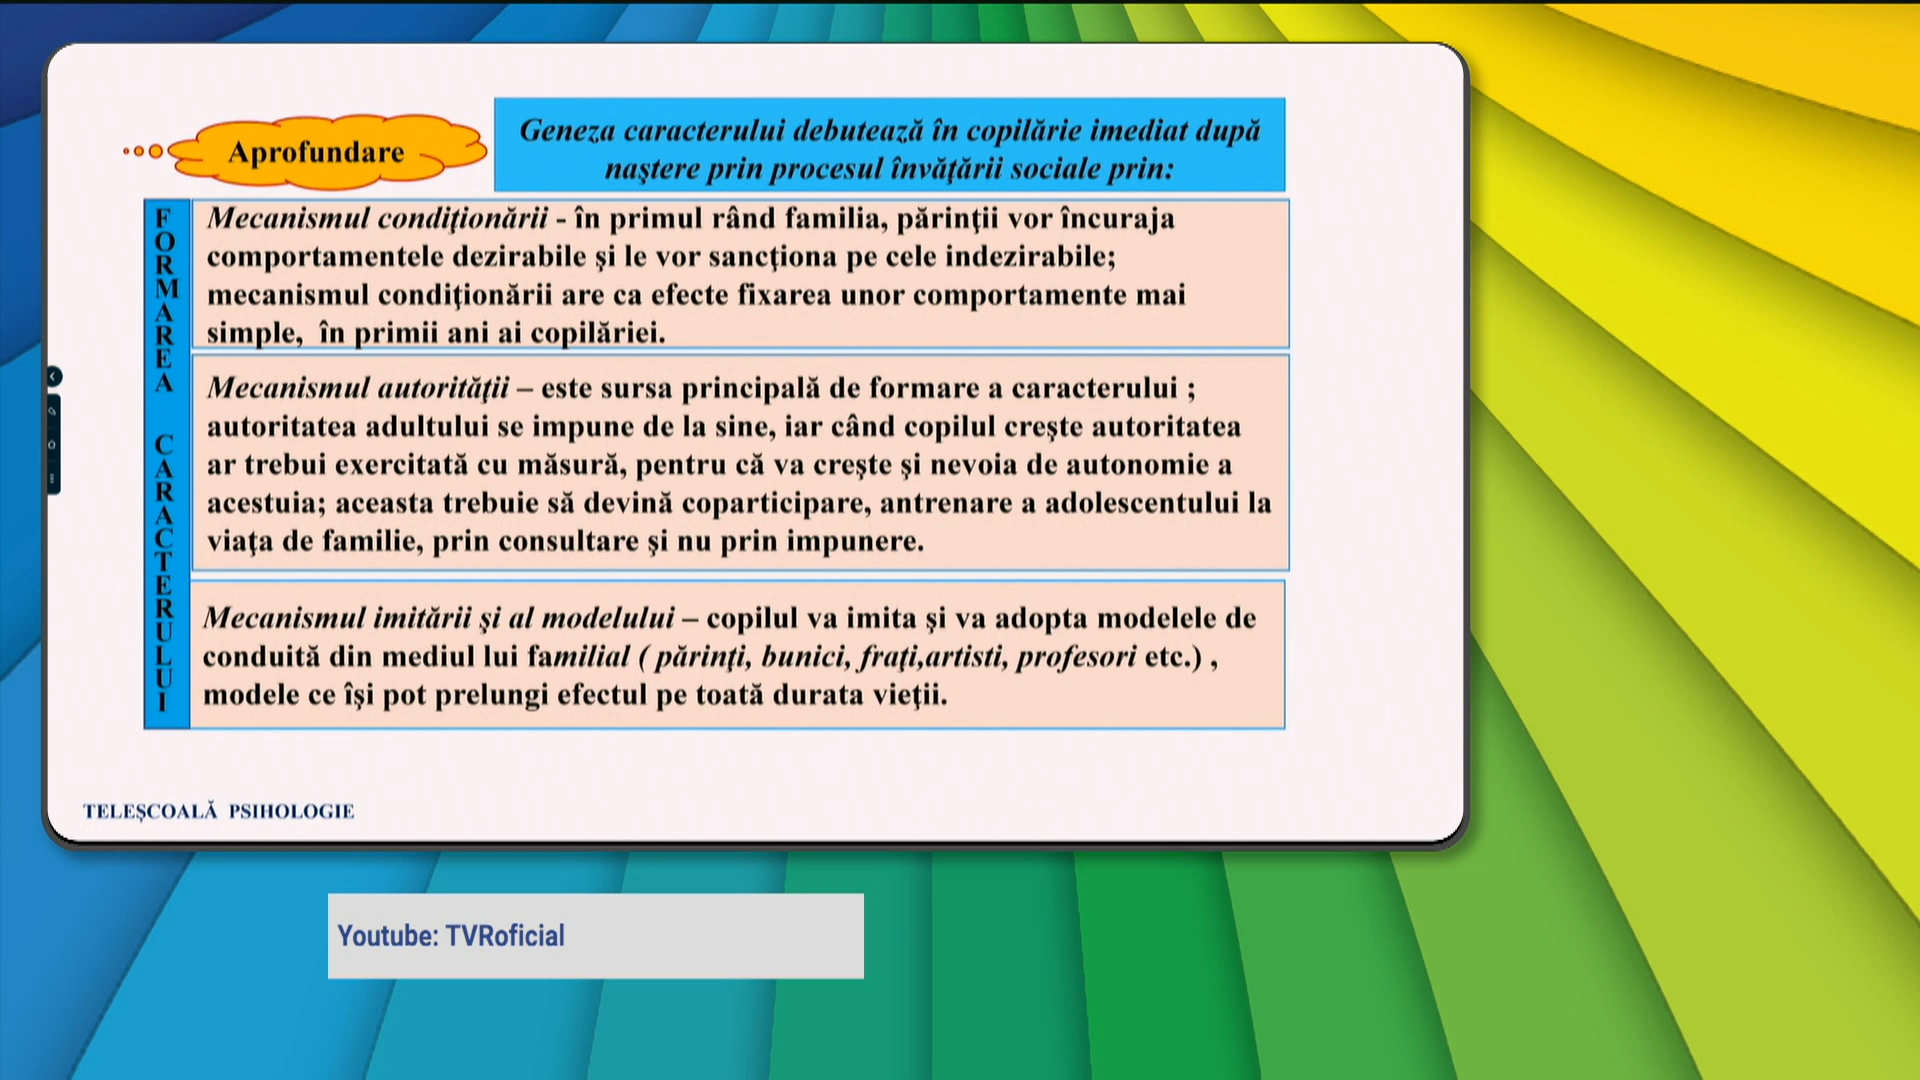 Aprofundare
Geneza caracterului debutează în copilărie imediat după
naştere prin procesul învăţării sociale prin:
FORMAREA CARACTERULUI
Mecanismul condiţionării - în primul rând familia, părinţii vor încuraja
comportamentele dezirabile şi le vor sancţiona pe cele indezirabile;
mecanismul condiţionării are ca efecte fixarea unor comportamente mai
simple, în primii ani ai copilăriei.
Mecanismul autorităţii – este sursa principală de formare a caracterului ;
autoritatea adultului se impune de la sine, iar când copilul creşte autoritatea
ar trebui exercitată cu măsură, pentru că va creşte şi nevoia de autonomie a
acestuia; aceasta trebuie să devină coparticipare, antrenare a adolescentului la
viaţa de familie, prin consultare şi nu prin impunere.
Mecanismul imitării şi al modelului – copilul va imita şi va adopta modelele de
conduită din mediul lui familial ( părinţi, bunici, fraţi,artisti, profesori etc.) ,
modele ce îşi pot prelungi efectul pe toată durata vieţii.
TELEŞCOALĂ PSIHOLOGIE
Youtube: TVRoficial